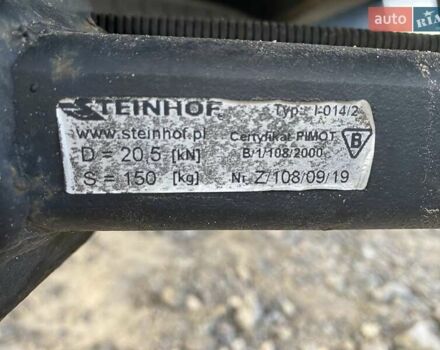 auto RIA
STEINHOF Typ: I-014/2
www.steinhof.pl Certyfikat PIMOT B
D = 20,5 [kN] B/1/108/2000
S = 150 [kg] Nr Z/108/09/19